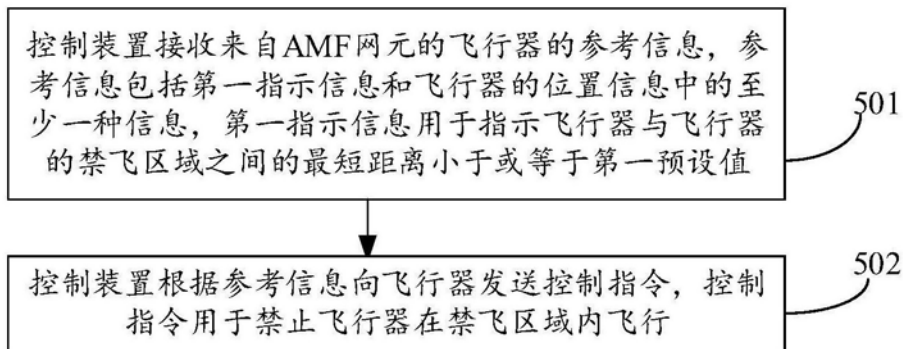 控制装置接收来自AMF网元的飞行器的参考信息，参
考信息包括第一指示信息和飞行器的位置信息中的至
少一种信息，第一指示信息用于指示飞行器与飞行器
的禁飞区域之间的最短距离小于或等于第一预设值
501
控制装置根据参考信息向飞行器发送控制指令，控制
指令用于禁止飞行器在禁飞区域内飞行
502